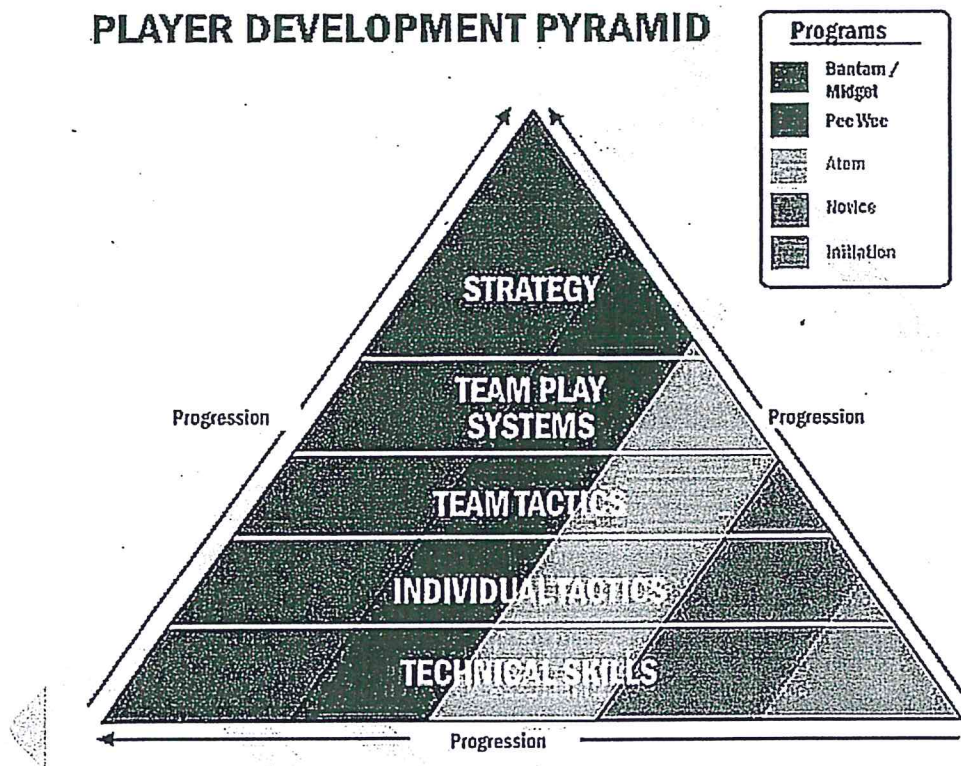 PLAYER DEVELOPMENT PYRAMID
Programs
Bantam /
Midget
Pee Wee
Atom
Novice
Initiation
STRATEGY
TEAM PLAY
SYSTEMS
Progression
Progression
TEAM TACTICS
INDIVIDUAL TACTICS
TECHNICAL SKILLS
Progression